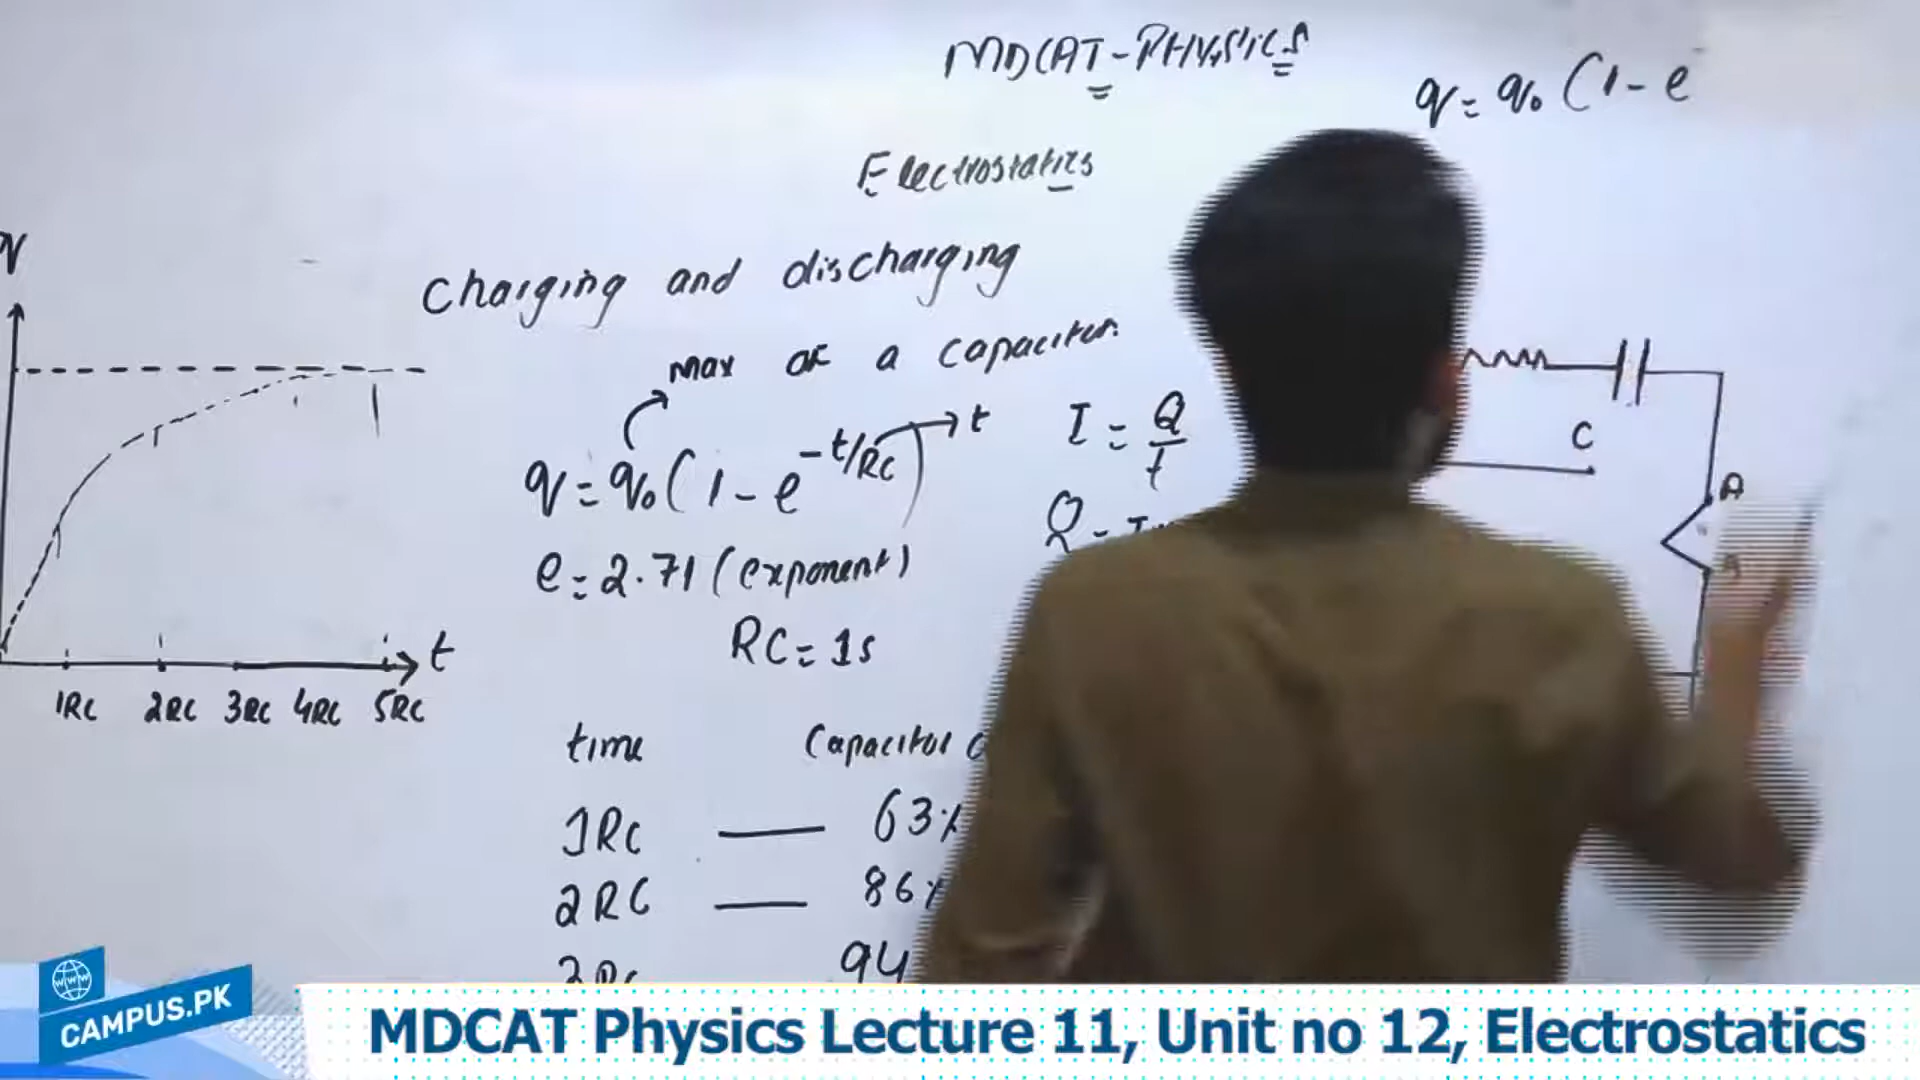 MDCAT-PHYSICS
q = q₀ (1 - e
Electrostatics
Charging and discharging
Max of a capacitor.
q = q₀ (1 - e^-t/RC) → t
I = Q/t
Q =
e = 2.71 (exponent)
RC = 1s
q
t
1RC 2RC 3RC 4RC 5RC
C
A
time Capacitor
1RC — 63%
2RC — 86%
94
WWW
CAMPUS.PK
MDCAT Physics Lecture 11, Unit no 12, Electrostatics